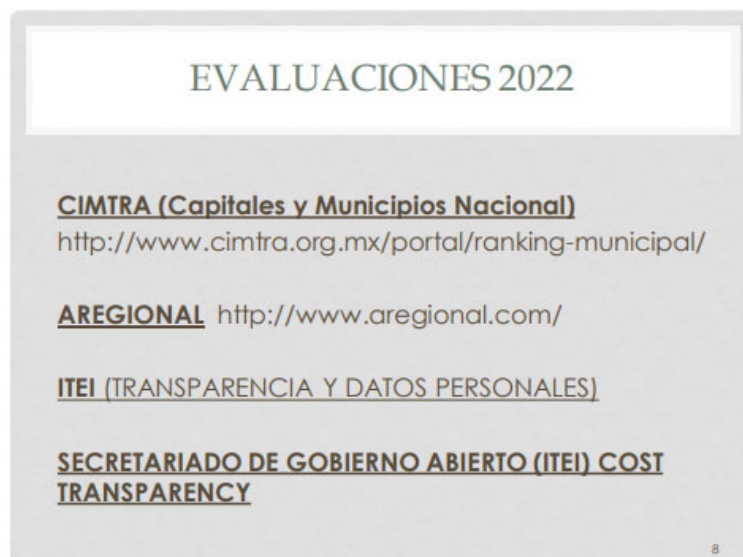 EVALUACIONES 2022
CIMTRA (Capitales y Municipios Nacional)
http://www.cimtra.org.mx/portal/ranking-municipal/
AREGIONAL http://www.aregional.com/
ITEI (TRANSPARENCIA Y DATOS PERSONALES)
SECRETARIADO DE GOBIERNO ABIERTO (ITEI) COST
TRANSPARENCY
8